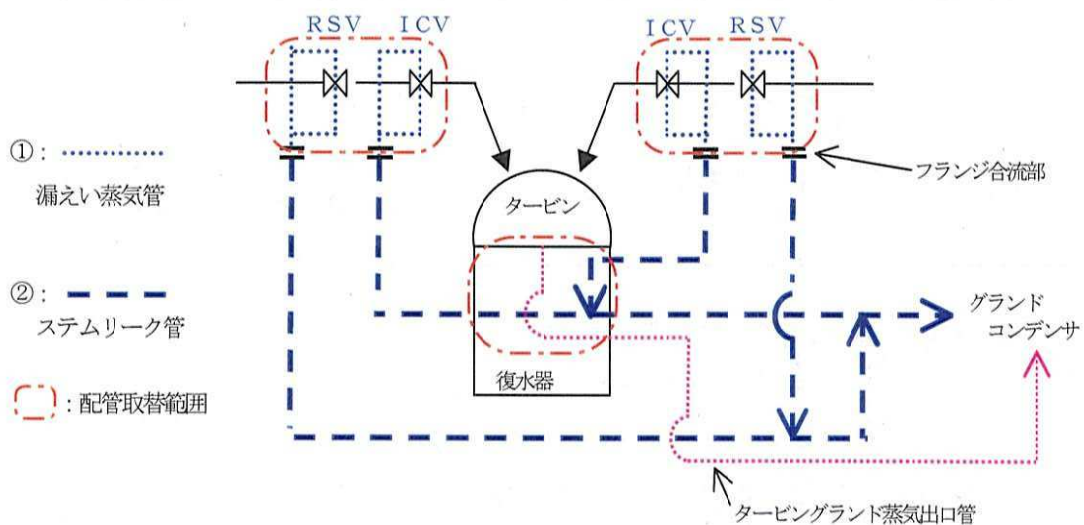 ＲＳＶ ＩＣＶ
ＩＣＶ ＲＳＶ
①：
漏えい蒸気管
フランジ合流部
タービン
②：
ステムリーク管
グランド
コンデンサ
復水器
：配管取替範囲
タービングランド蒸気出口管